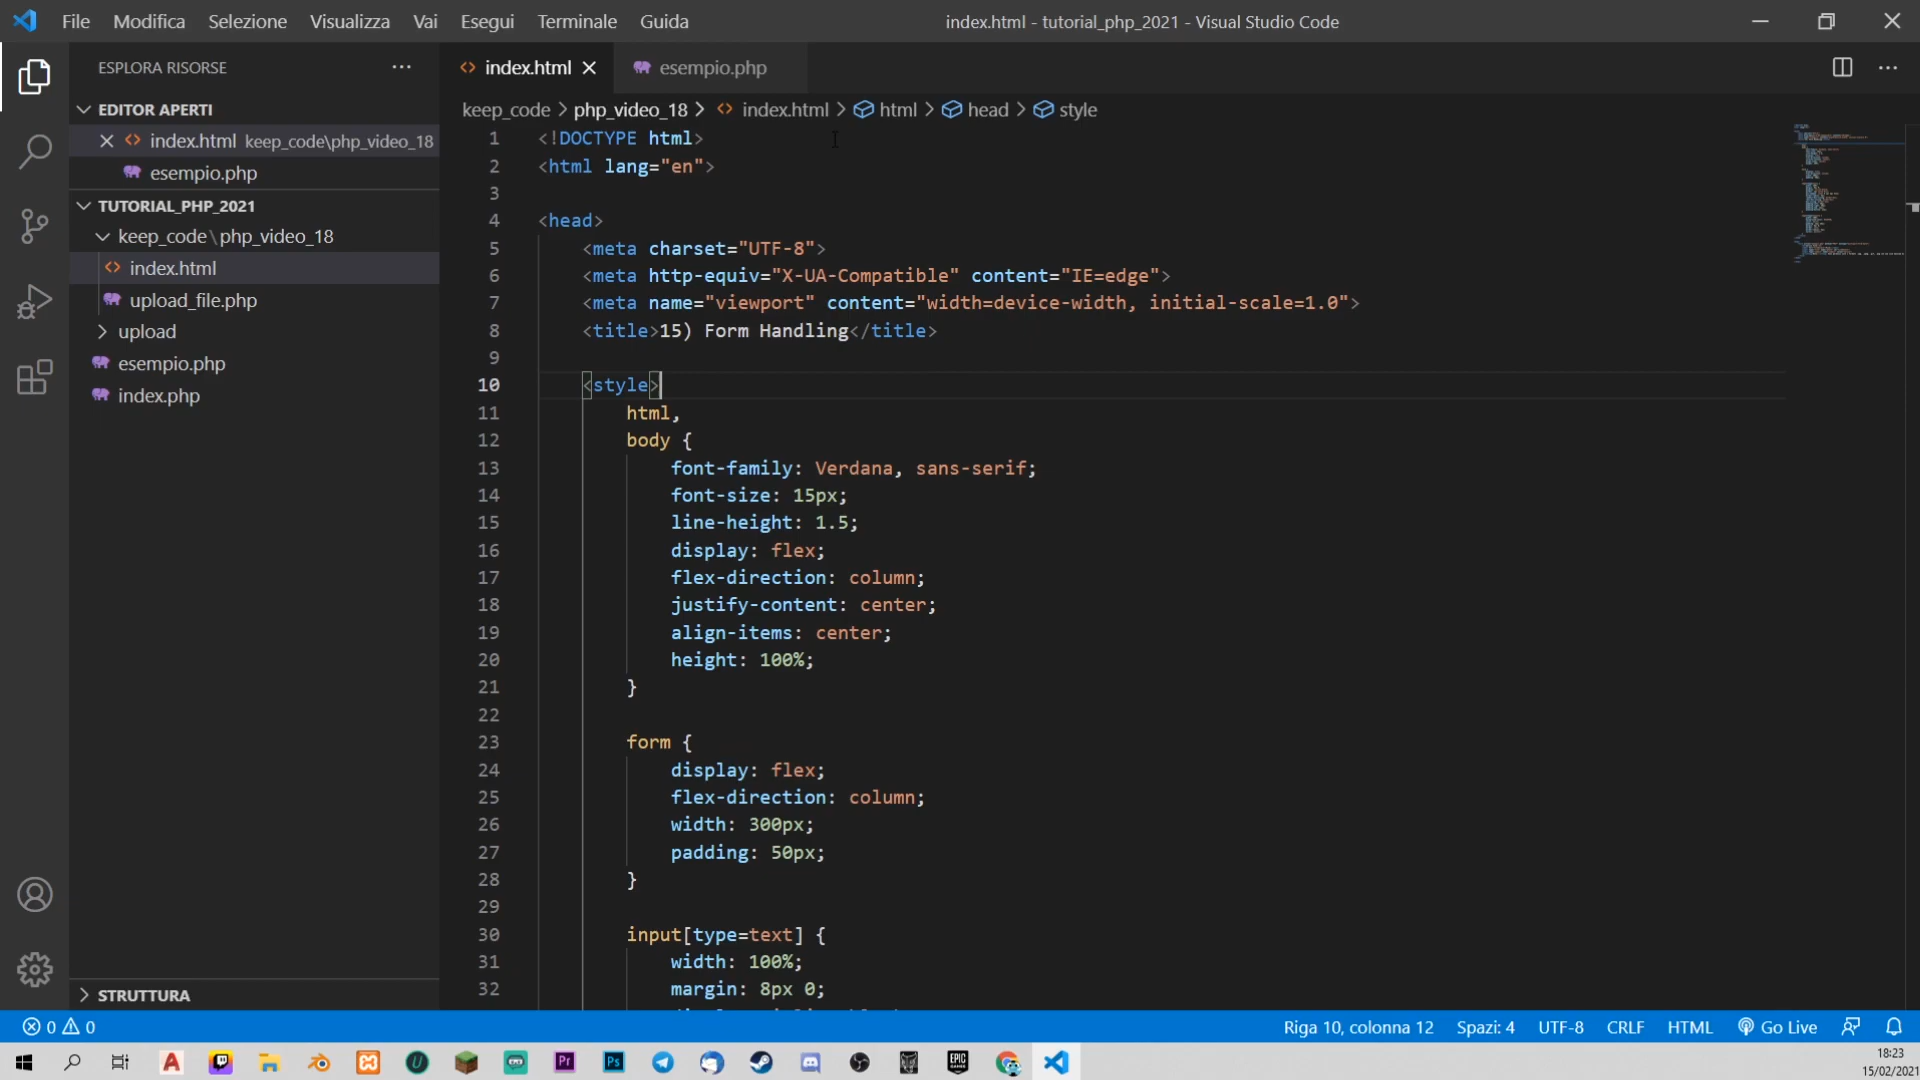 File Modifica Selezione Visualizza Vai Esegui Terminale Guida index.html - tutorial_php_2021 - Visual Studio Code
ESPLORA RISORSE
EDITOR APERTI
index.html keep_code\php_video_18
esempio.php
TUTORIAL_PHP_2021
keep_code\php_video_18
index.html
upload_file.php
upload
esempio.php
index.php
STRUTTURA
index.html esempio.php
keep_code > php_video_18 > index.html > html > head > style
1 <!DOCTYPE html>
2 <html lang="en">
3
4 <head>
5 <meta charset="UTF-8">
6 <meta http-equiv="X-UA-Compatible" content="IE=edge">
7 <meta name="viewport" content="width=device-width, initial-scale=1.0">
8 <title>15) Form Handling</title>
9
10 <style>
11 html,
12 body {
13 font-family: Verdana, sans-serif;
14 font-size: 15px;
15 line-height: 1.5;
16 display: flex;
17 flex-direction: column;
18 justify-content: center;
19 align-items: center;
20 height: 100%;
21 }
22
23 form {
24 display: flex;
25 flex-direction: column;
26 width: 300px;
27 padding: 50px;
28 }
29
30 input[type=text] {
31 width: 100%;
32 margin: 8px 0;
0 0 Riga 10, colonna 12 Spazi: 4 UTF-8 CRLF HTML Go Live
Pr Ps EPIC GAMES
18:23
15/02/2021